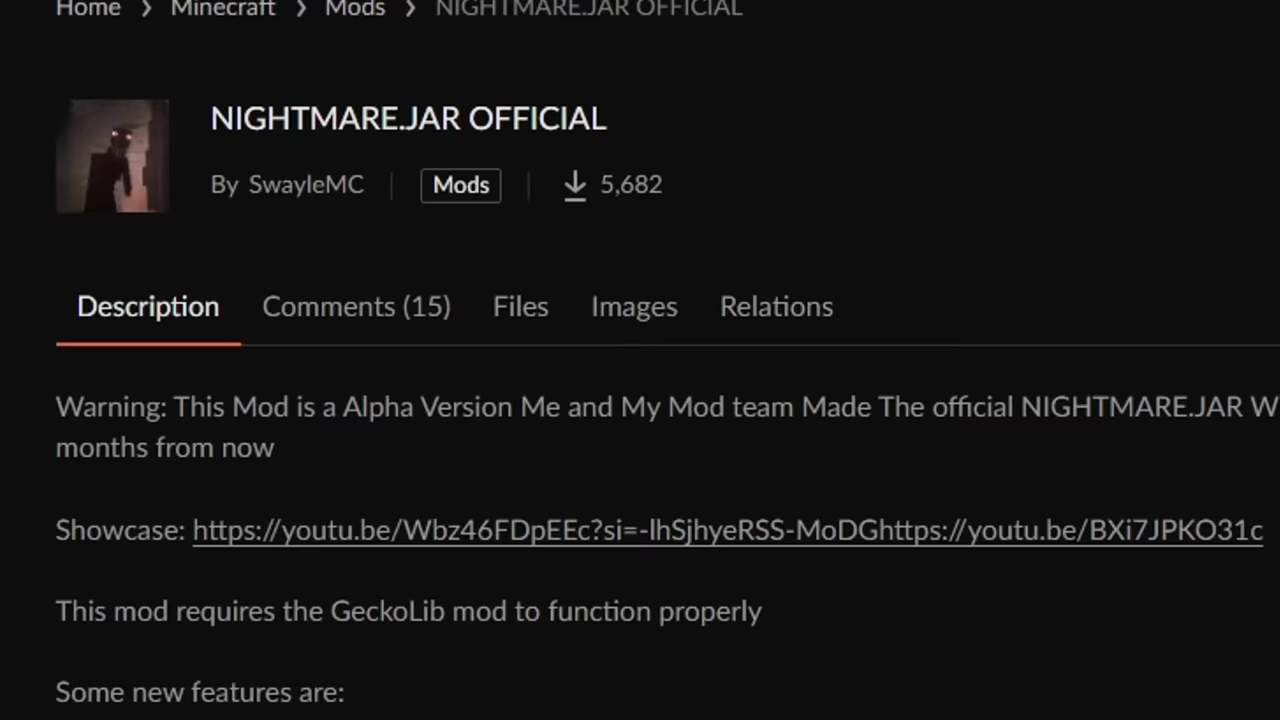 Home > Minecraft > Mods > NIGHTMARE.JAR OFFICIAL
NIGHTMARE.JAR OFFICIAL
By SwayleMC | Mods | 5,682
Description Comments (15) Files Images Relations
Warning: This Mod is a Alpha Version Me and My Mod team Made The official NIGHTMARE.JAR W
months from now
Showcase: https://youtu.be/Wbz46FDpEEc?si=-lhSjhyeRSS-MoDGhttps://youtu.be/BXi7JPKO31c
This mod requires the GeckoLib mod to function properly
Some new features are: